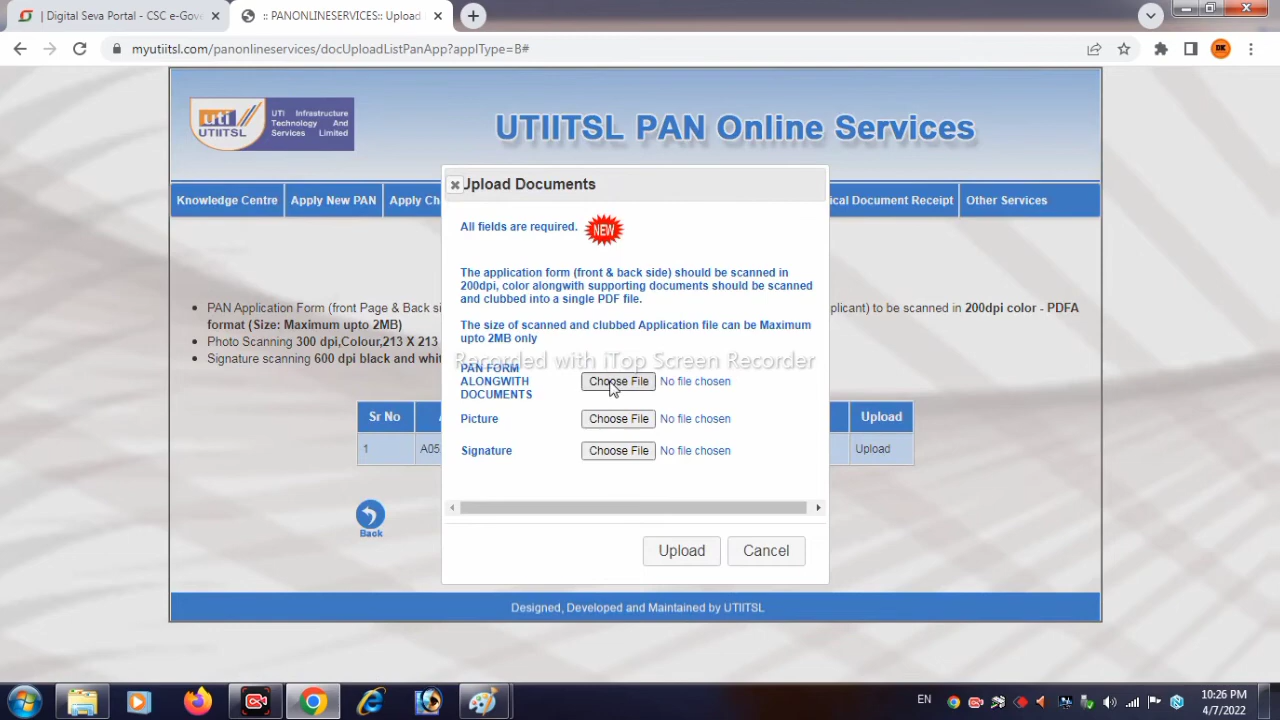 | Digital Seva Portal - CSC e-Gove
:: PANONLINESERVICES:: Upload
myutiitsl.com/panonlineservices/docUploadListPanApp?applType=B#
DK
uti
UTIITSL
UTI Infrastructure
Technology And
Services Limited
UTIITSL PAN Online Services
Knowledge Centre
Apply New PAN
Apply Ch
ical Document Receipt
Other Services
Upload Documents
All fields are required.
NEW
The application form (front & back side) should be scanned in
200dpi, color alongwith supporting documents should be scanned
and clubbed into a single PDF file.
The size of scanned and clubbed Application file can be Maximum
upto 2MB only
Recorded with iTop Screen Recorder
PAN FORM
ALONGWITH
DOCUMENTS
Choose File No file chosen
Picture
Choose File No file chosen
Signature
Choose File No file chosen
Upload
Cancel
PAN Application Form (front Page & Back si
plicant) to be scanned in 200dpi color - PDFA
format (Size: Maximum upto 2MB)
Photo Scanning 300 dpi,Colour,213 X 213
Signature scanning 600 dpi black and whit
Sr No
Upload
1
A05
Upload
Back
Designed, Developed and Maintained by UTIITSL
EN
10:26 PM
4/7/2022